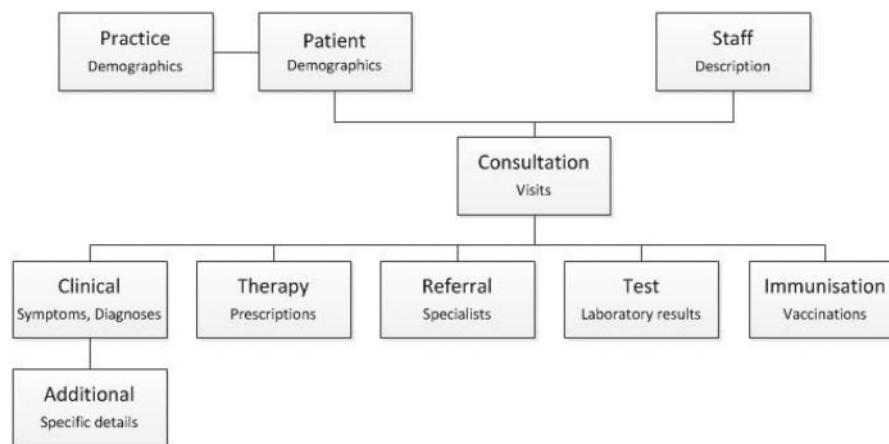 Practice
Demographics
Patient
Demographics
Staff
Description
Consultation
Visits
Clinical
Symptoms, Diagnoses
Therapy
Prescriptions
Referral
Specialists
Test
Laboratory results
Immunisation
Vaccinations
Additional
Specific details